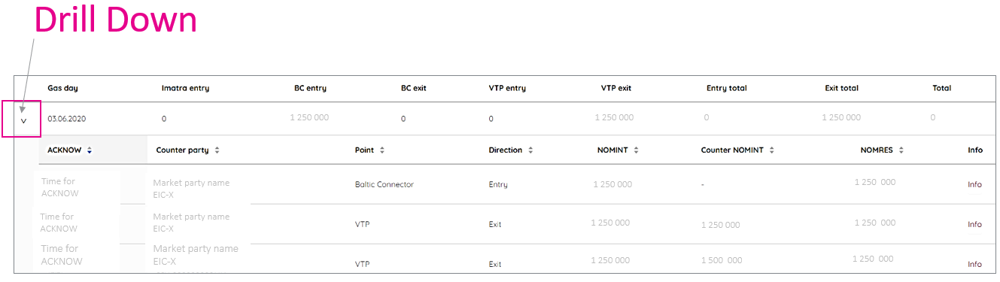 Drill Down
Gas day Imatra entry BC entry BC exit VTP entry VTP exit Entry total Exit total Total
03.06.2020 0 1 250 000 0 0 1 250 000 0 1 250 000 0
ACKNOW Counter party Point Direction NOMINT Counter NOMINT NOMRES Info
Time for Market party name
ACKNOW EIC-X Baltic Connector Entry 1 250 000 - 1 250 000 Info
Time for Market party name
ACKNOW EIC-X VTP Exit 1 250 000 1 250 000 1 250 000 Info
Time for Market party name
ACKNOW EIC-X VTP Exit 1 250 000 1 500 000 1 250 000 Info